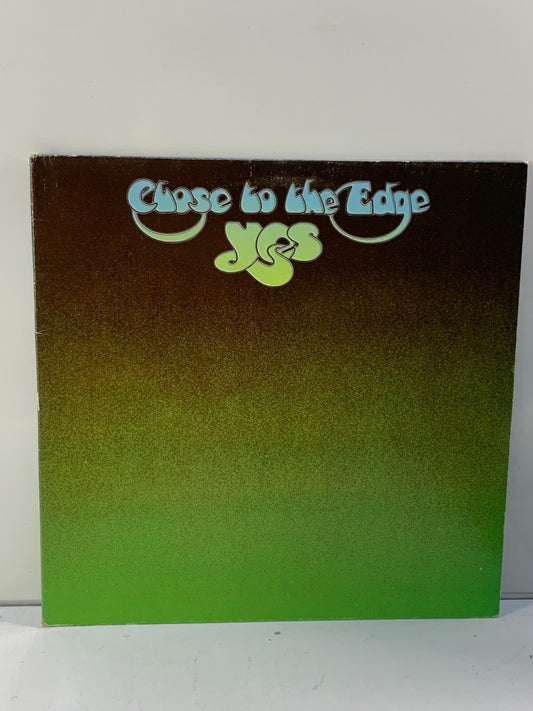 Close to the Edge
yes